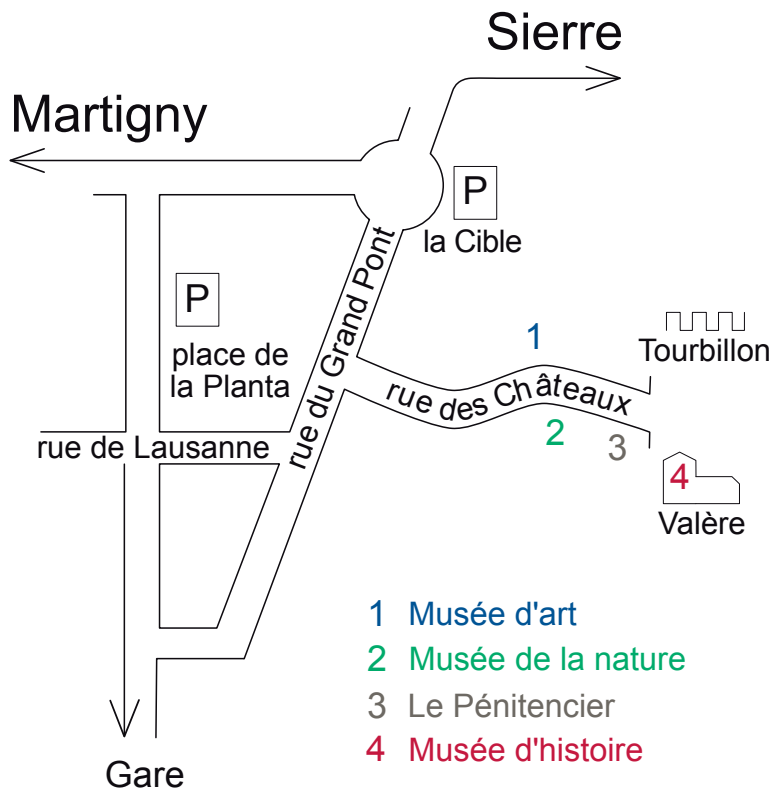 Sierre
Martigny
P
la Cible
P
place de
la Planta
rue du Grand Pont
1
Tourbillon
rue des Châteaux
rue de Lausanne
2
3
4
Valère
1 Musée d'art
2 Musée de la nature
3 Le Pénitencier
4 Musée d'histoire
Gare